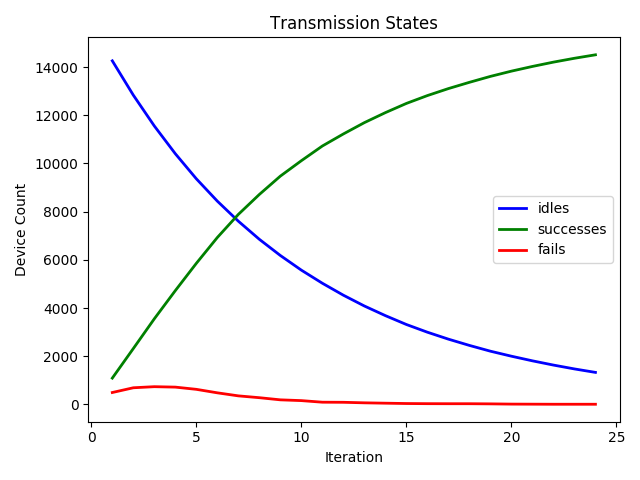 Transmission States
Device Count
14000
12000
10000
8000
6000
4000
2000
0
idles
successes
fails
0 5 10 15 20 25
Iteration